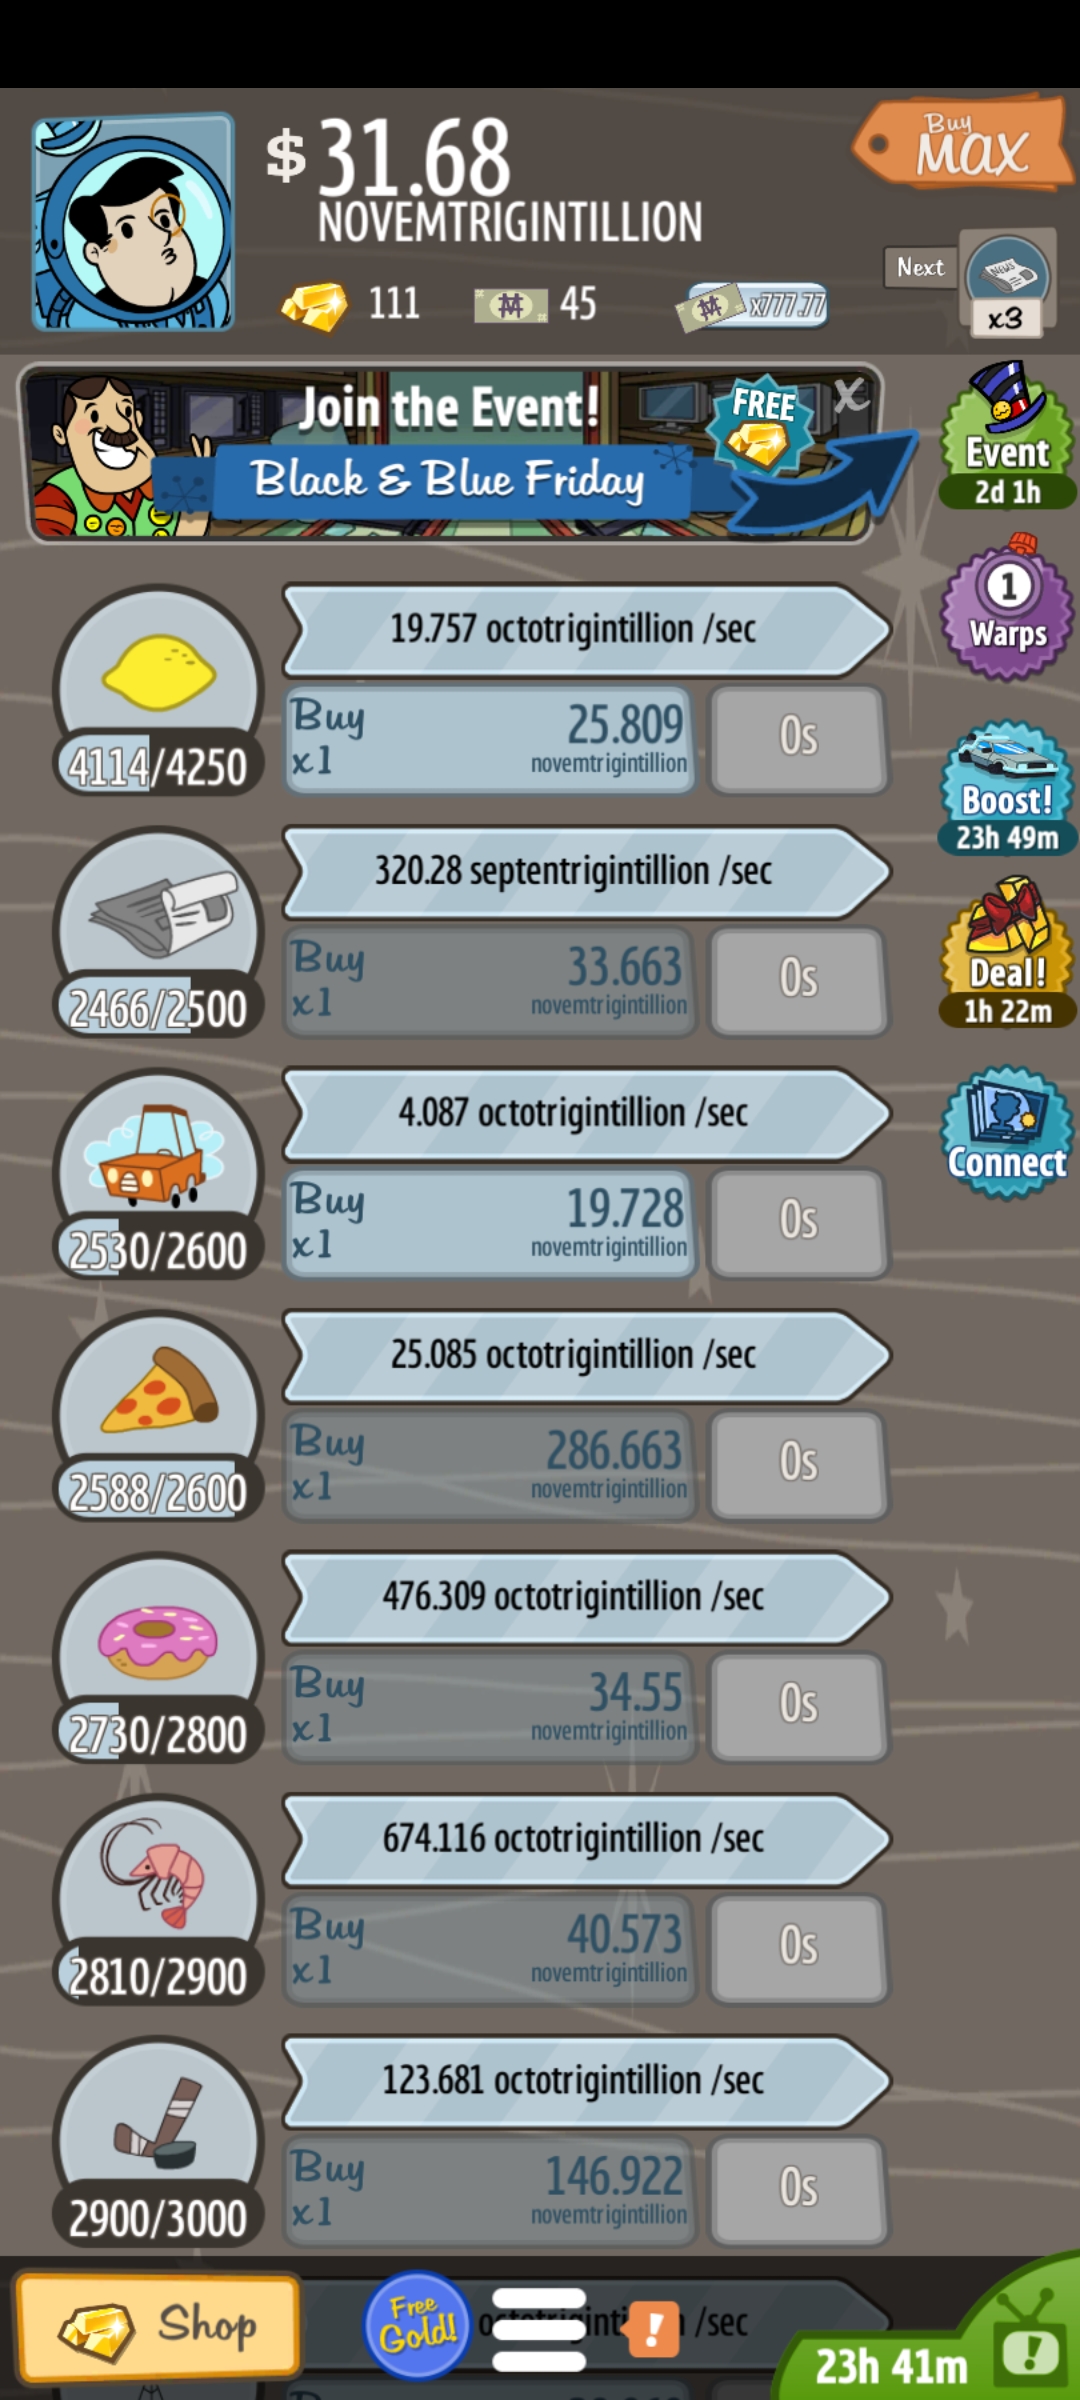 $ 31.68
NOVEMTRIGINTILLION
Buy
MAX
111
45
x777.77
Next
NEWS
x3
Join the Event!
FREE
X
Black & Blue Friday
Event
2d 1h
19.757 octotrigintillion /sec
Buy
x1
25.809
novemtrigintillion
0s
4114/4250
1
Warps
320.28 septentrigintillion /sec
Buy
x1
33.663
novemtrigintillion
0s
2466/2500
Boost!
23h 49m
Deal!
1h 22m
4.087 octotrigintillion /sec
Buy
x1
19.728
novemtrigintillion
0s
2530/2600
Connect
25.085 octotrigintillion /sec
Buy
x1
286.663
novemtrigintillion
0s
2588/2600
476.309 octotrigintillion /sec
Buy
x1
34.55
novemtrigintillion
0s
2730/2800
674.116 octotrigintillion /sec
Buy
x1
40.573
novemtrigintillion
0s
2810/2900
123.681 octotrigintillion /sec
Buy
x1
146.922
novemtrigintillion
0s
2900/3000
Shop
Free
Gold!
!
/sec
23h 41m
!